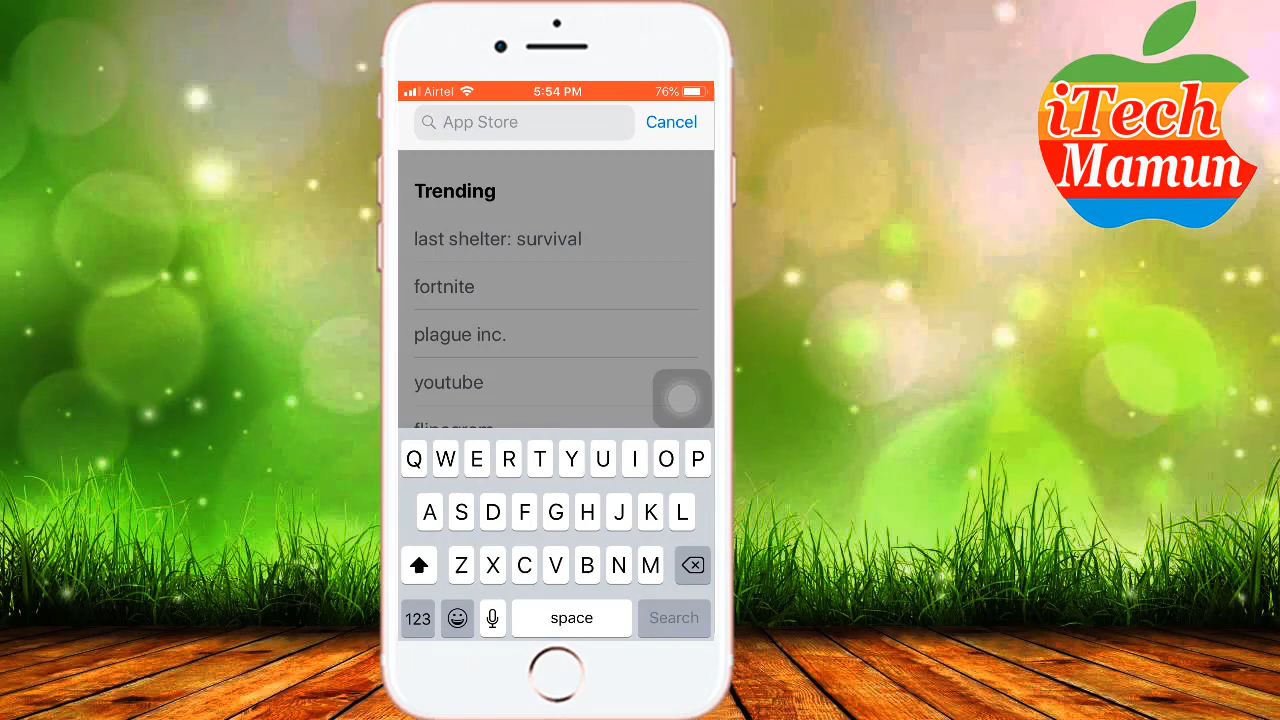 iTech
Mamun
Airtel 5:54 PM 76%
App Store Cancel
Trending
last shelter: survival
fortnite
plague inc.
youtube
flipagram
Q W E R T Y U I O P
A S D F G H J K L
Z X C V B N M
123 space Search